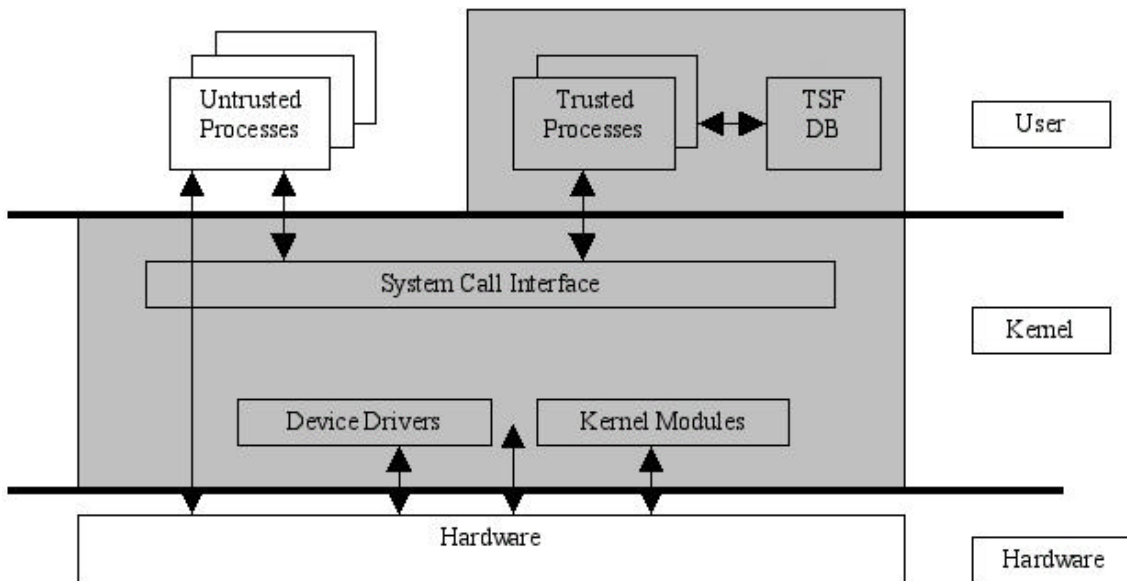 Untrusted
Processes
Trusted
Processes
TSF
DB
User
System Call Interface
Kernel
Device Drivers
Kernel Modules
Hardware
Hardware